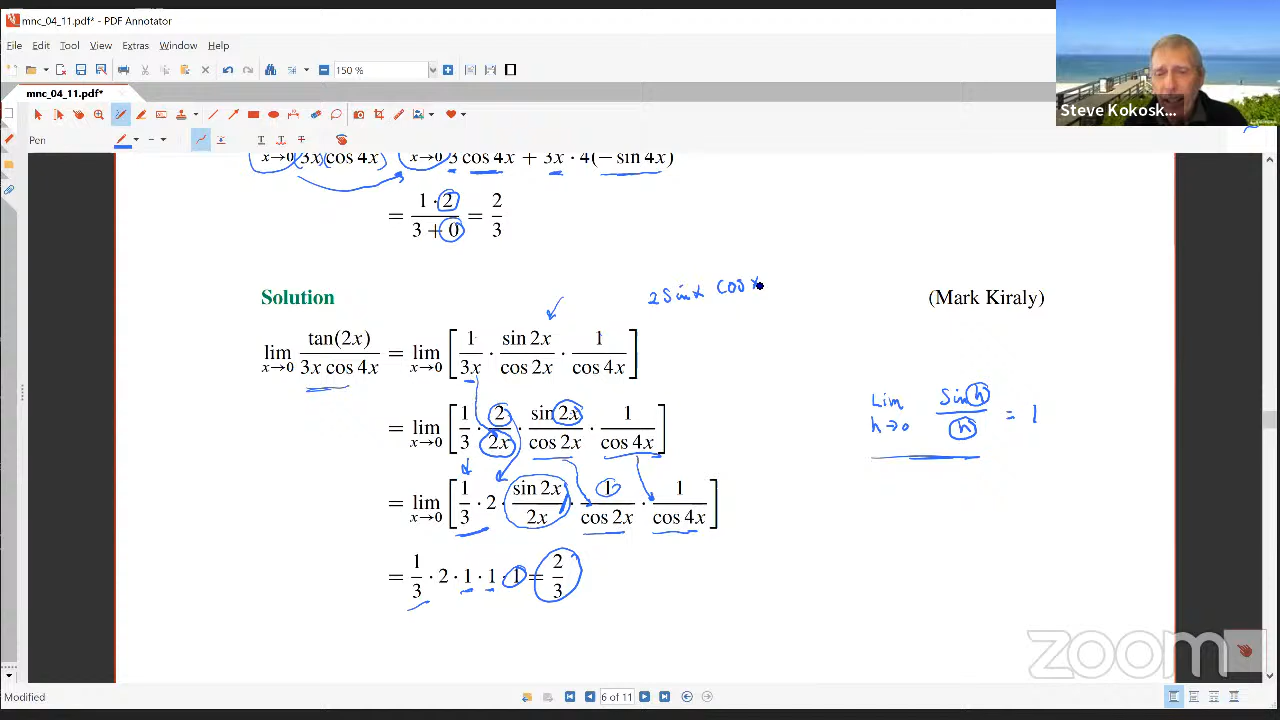 mnc_04_11.pdf* - PDF Annotator
File Edit Tool View Extras Window Help
150 %
mnc_04_11.pdf*
Steve Kokosk...
Pen
x→0 (3x)(cos 4x) x→0 3 cos 4x + 3x · 4(− sin 4x)
= (1 · 2)/(3 + 0) = 2/3
2 Sin x Cos x
Solution (Mark Kiraly)
lim x→0 tan(2x)/(3x cos 4x) = lim x→0 [1/(3x) · sin 2x/cos 2x · 1/cos 4x]
= lim x→0 [1/3 · 2/(2x) · sin 2x/cos 2x · 1/cos 4x]
Lim h→0 Sin h/h = 1
= lim x→0 [1/3 · 2 · sin 2x/2x · 1/cos 2x · 1/cos 4x]
= 1/3 · 2 · 1 · 1 · 1 = 2/3
zoom
Modified
6 of 11